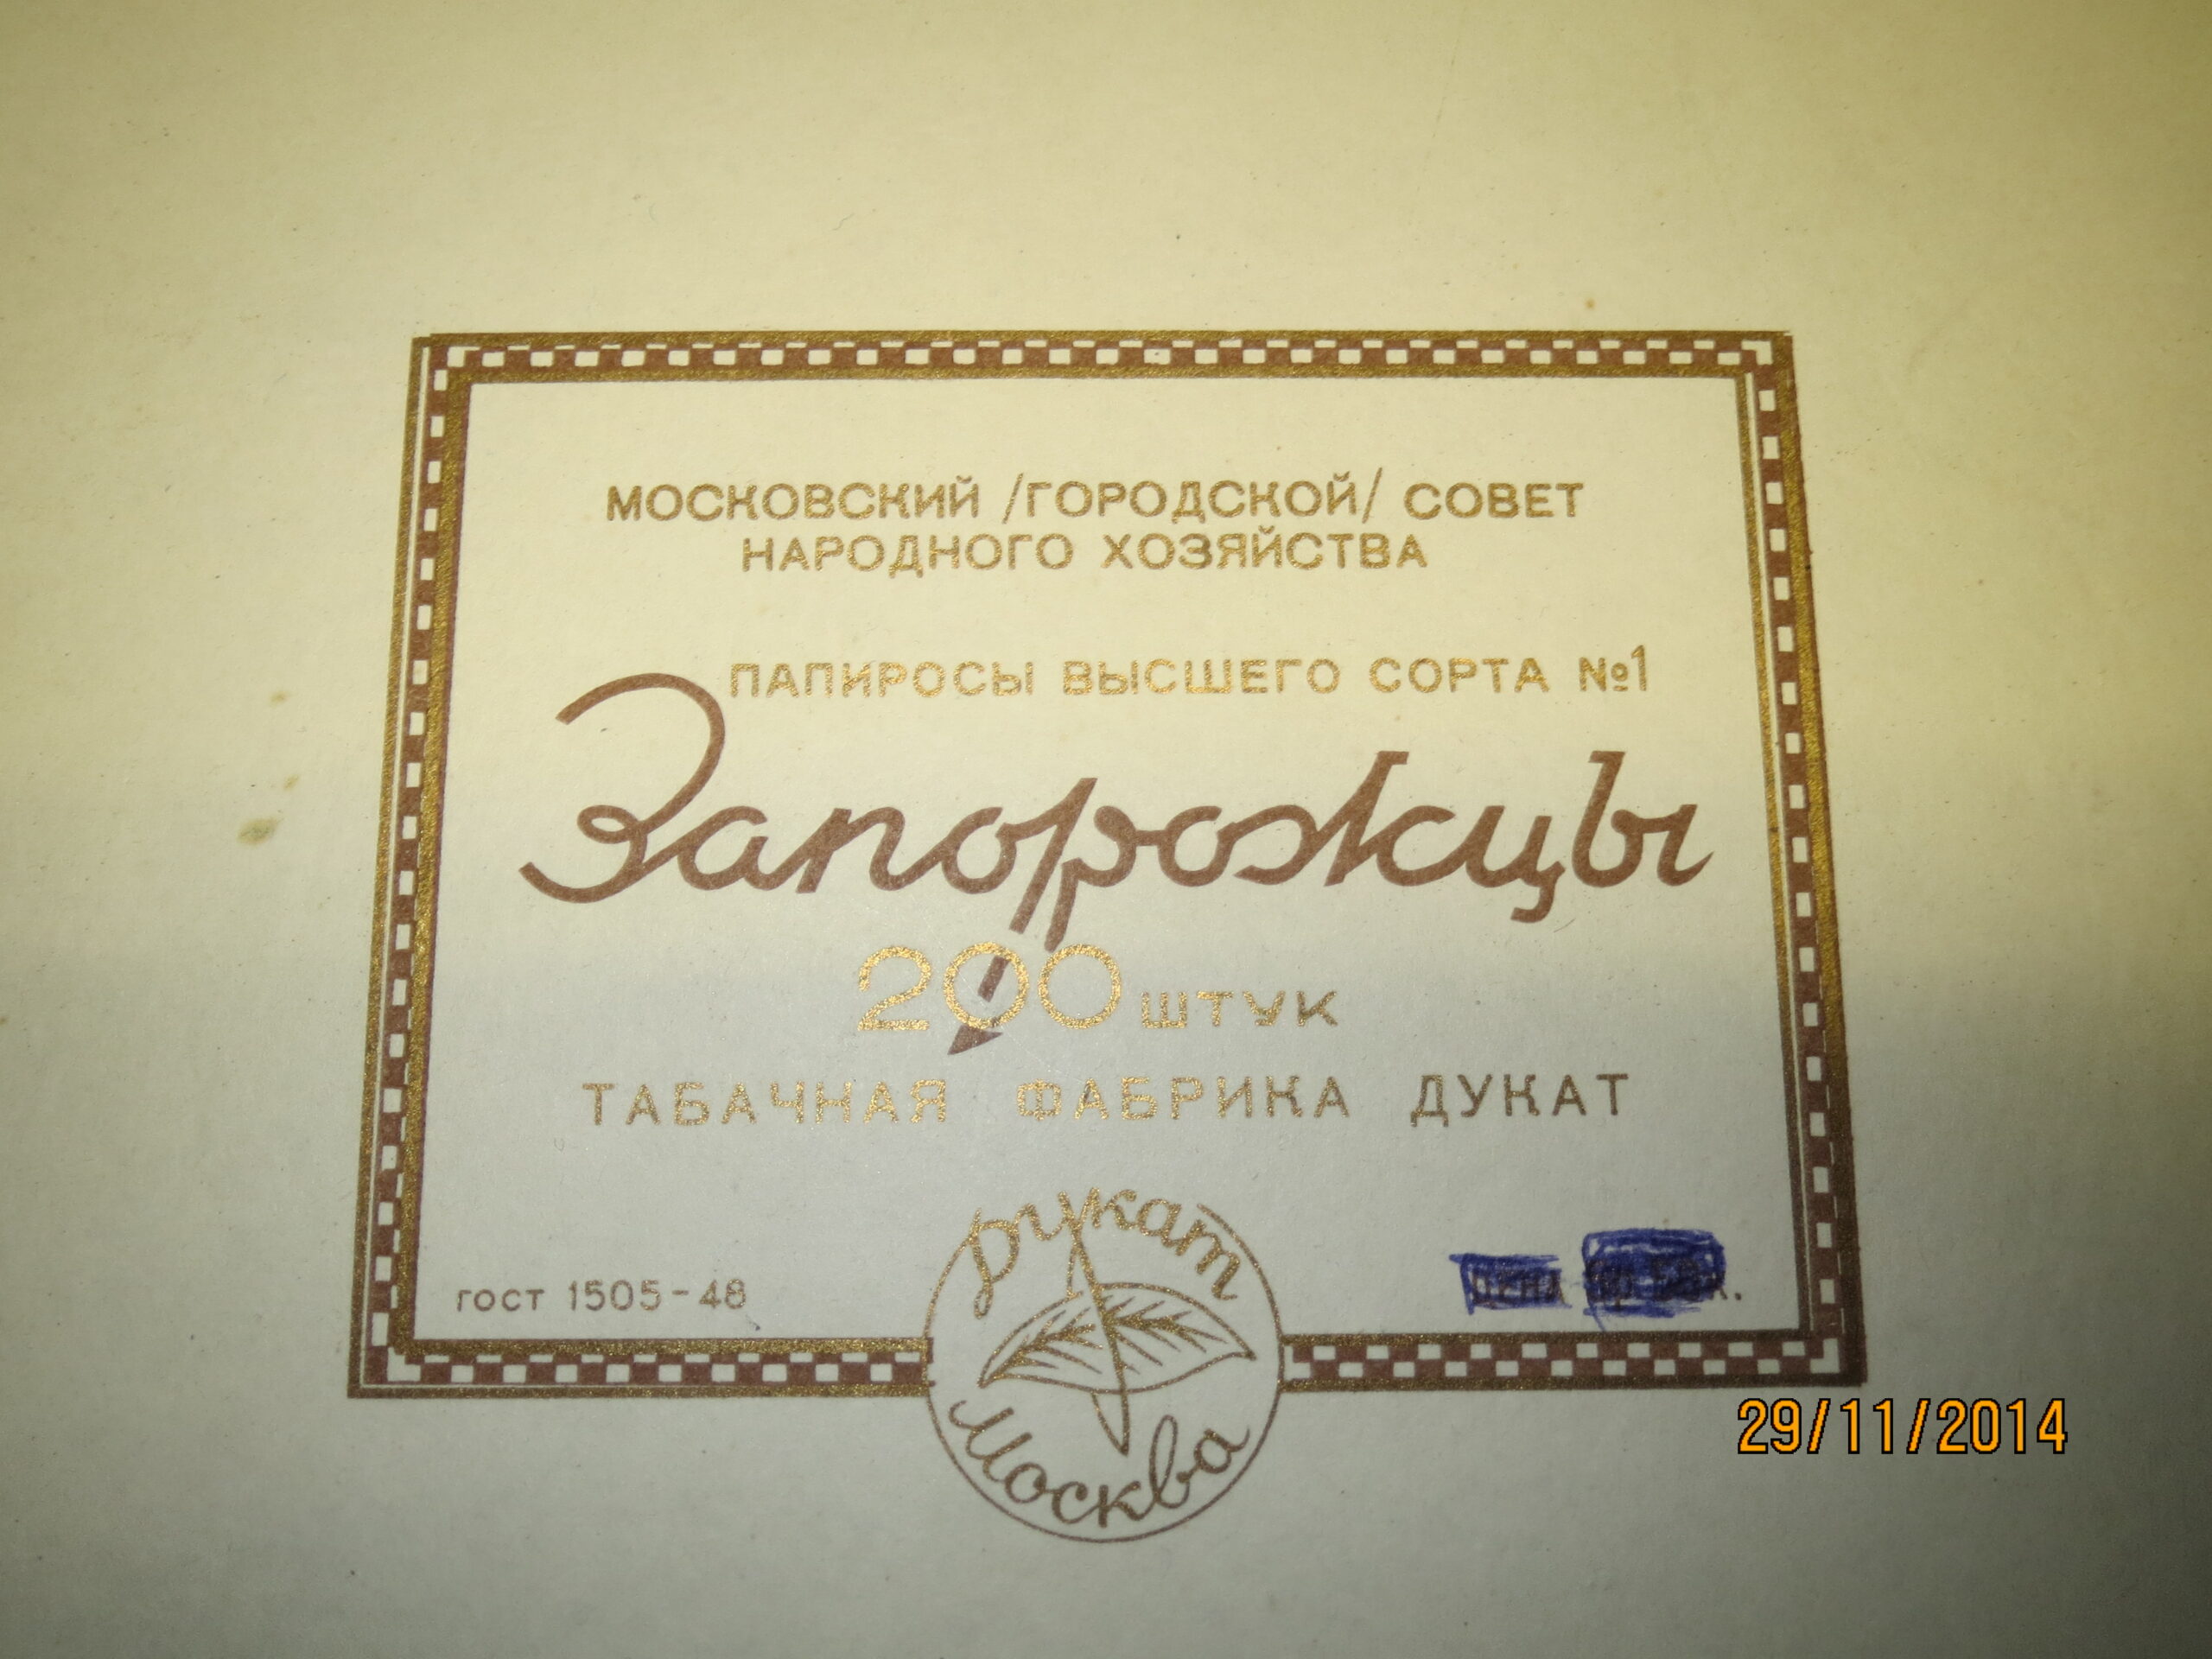 МОСКОВСКИЙ /ГОРОДСКОЙ/ СОВЕТ
НАРОДНОГО ХОЗЯЙСТВА
ПАПИРОСЫ ВЫСШЕГО СОРТА №1
Запорожцы
200 ШТУК
ТАБАЧНАЯ ФАБРИКА ДУКАТ
Дукат
ГОСТ 1505-48
ЦЕНА
К.
Москва
29/11/2014